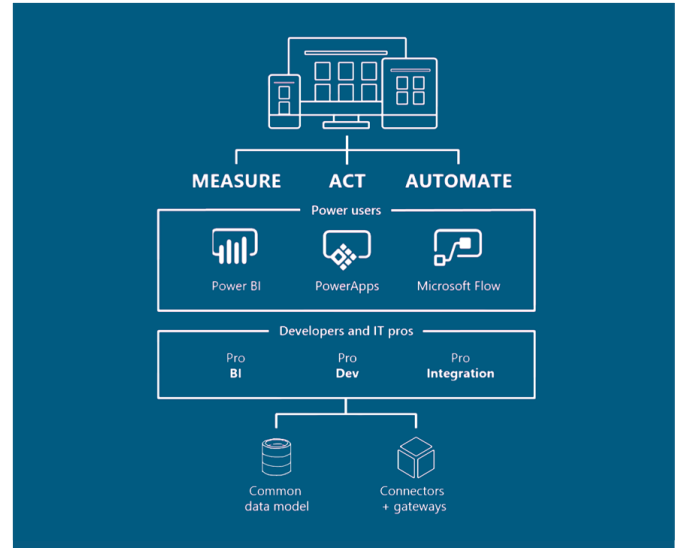 MEASURE ACT AUTOMATE
Power users
Power BI PowerApps Microsoft Flow
Developers and IT pros
Pro Pro Pro
BI Dev Integration
Common Connectors
data model + gateways